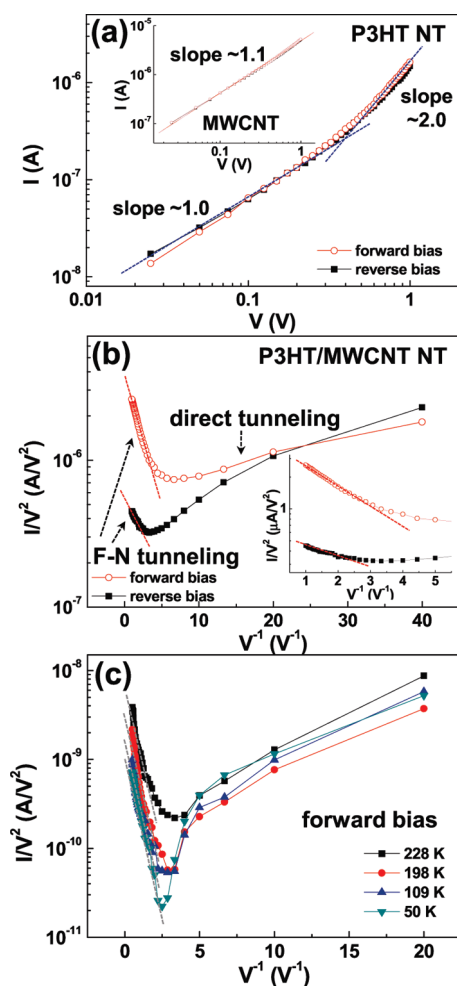 (a)
P3HT NT
10⁻⁵
slope ~1.1
10⁻⁶
10⁻⁷
I (A)
MWCNT
0.1
1
V (V)
10⁻⁶
10⁻⁷
10⁻⁸
I (A)
slope
~2.0
slope ~1.0
forward bias
reverse bias
0.01
0.1
1
V (V)
(b)
P3HT/MWCNT NT
direct tunneling
10⁻⁶
10⁻⁷
I/V² (A/V²)
F-N tunneling
forward bias
reverse bias
I/V² (μA/V²)
1
1 2 3 4 5
V⁻¹ (V⁻¹)
0 10 20 30 40
V⁻¹ (V⁻¹)
(c)
10⁻⁸
10⁻⁹
10⁻¹⁰
10⁻¹¹
I/V² (A/V²)
forward bias
228 K
198 K
109 K
50 K
0 5 10 15 20
V⁻¹ (V⁻¹)